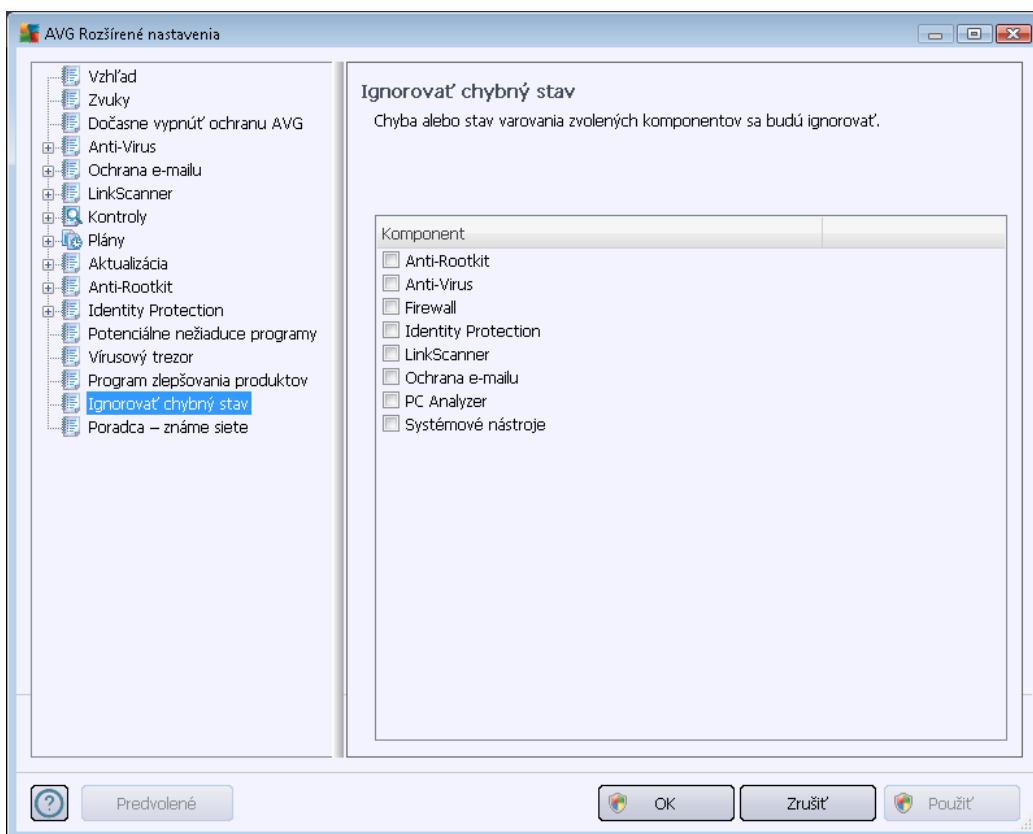 AVG Rozšírené nastavenia
Vzhľad
Zvuky
Dočasne vypnúť ochranu AVG
Anti-Virus
Ochrana e-mailu
LinkScanner
Kontroly
Plány
Aktualizácia
Anti-Rootkit
Identity Protection
Potenciálne nežiaduce programy
Vírusový trezor
Program zlepšovania produktov
Ignorovať chybný stav
Poradca – známe siete
Ignorovať chybný stav
Chyba alebo stav varovania zvolených komponentov sa budú ignorovať.
Komponent
Anti-Rootkit
Anti-Virus
Firewall
Identity Protection
LinkScanner
Ochrana e-mailu
PC Analyzer
Systémové nástroje
Predvolené
OK
Zrušiť
Použiť